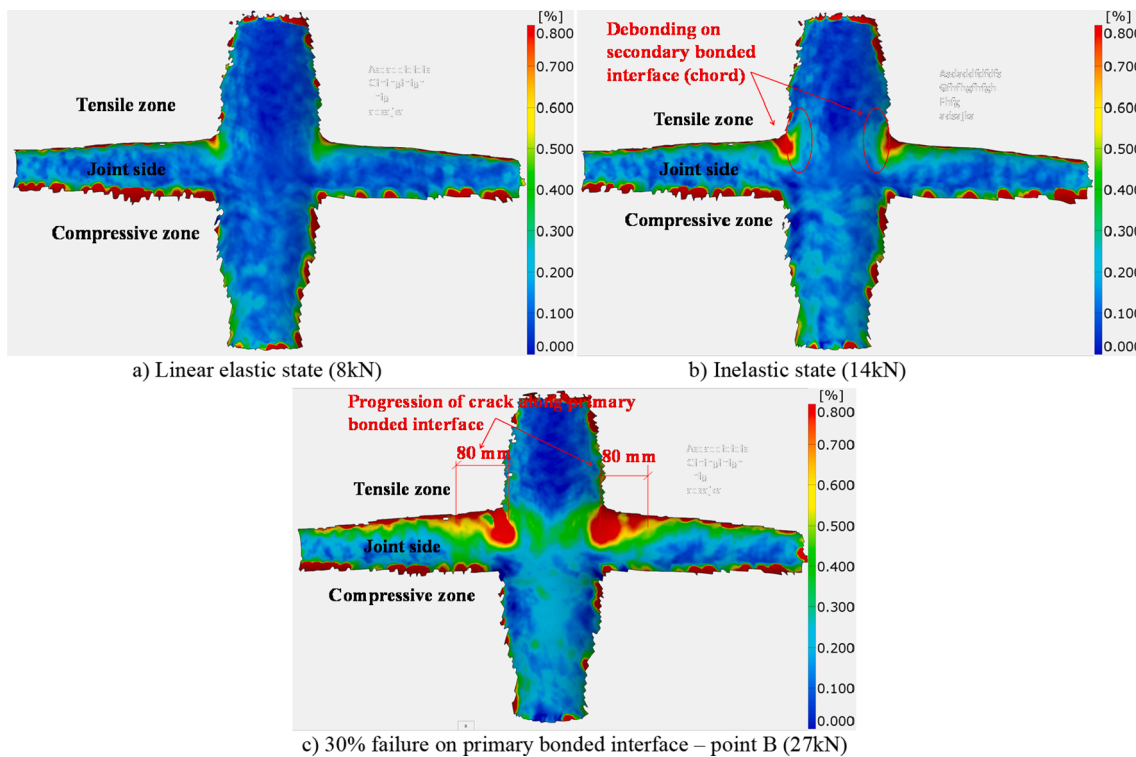 [%]
0.800
0.700
0.600
0.500
0.400
0.300
0.200
0.100
0.000
Tensile zone
Joint side
Compressive zone
a) Linear elastic state (8kN)
[%]
0.800
0.700
0.600
0.500
0.400
0.300
0.200
0.100
0.000
Debonding on
secondary bonded
interface (chord)
Tensile zone
Joint side
Compressive zone
b) Inelastic state (14kN)
[%]
0.800
0.700
0.600
0.500
0.400
0.300
0.200
0.100
0.000
Progression of crack along primary
bonded interface
80 mm
80 mm
Tensile zone
Joint side
Compressive zone
c) 30% failure on primary bonded interface – point B (27kN)